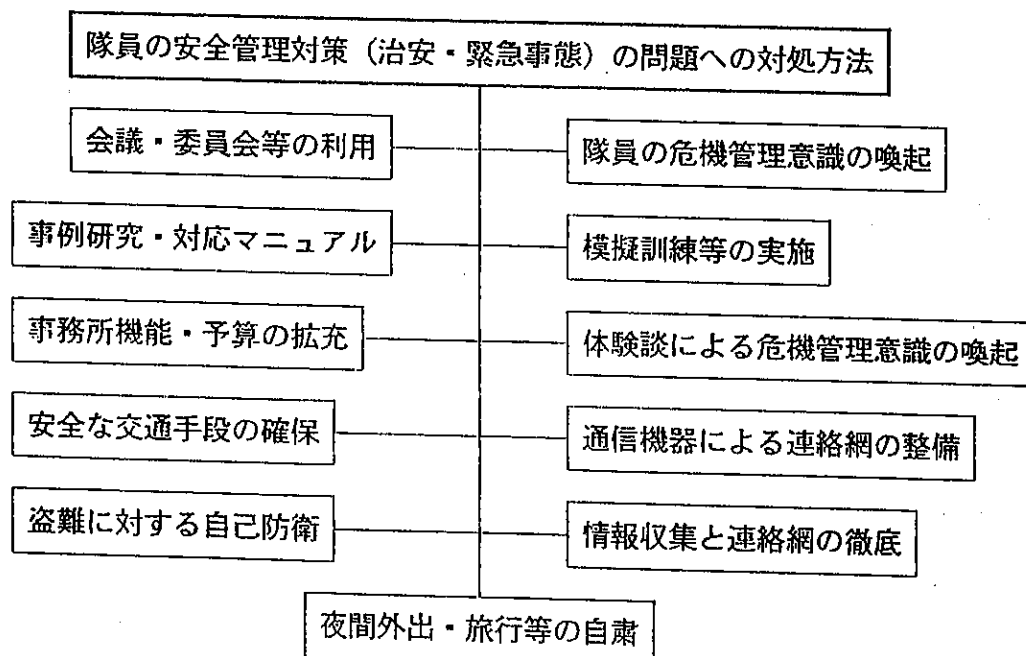 隊員の安全管理対策（治安・緊急事態）の問題への対処方法
会議・委員会等の利用
隊員の危機管理意識の喚起
事例研究・対応マニュアル
模擬訓練等の実施
事務所機能・予算の拡充
体験談による危機管理意識の喚起
安全な交通手段の確保
通信機器による連絡網の整備
盗難に対する自己防衛
情報収集と連絡網の徹底
夜間外出・旅行等の自粛